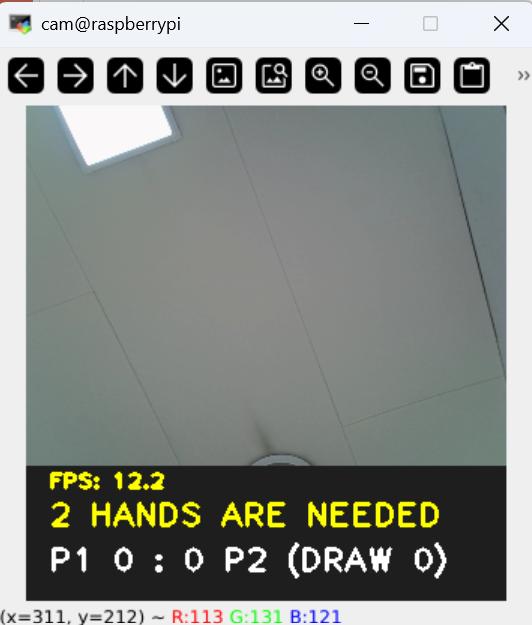 cam@raspberrypi
FPS: 12.2
2 HANDS ARE NEEDED
P1 0 : 0 P2 (DRAW 0)
(x=311, y=212) ~ R:113 G:131 B:121